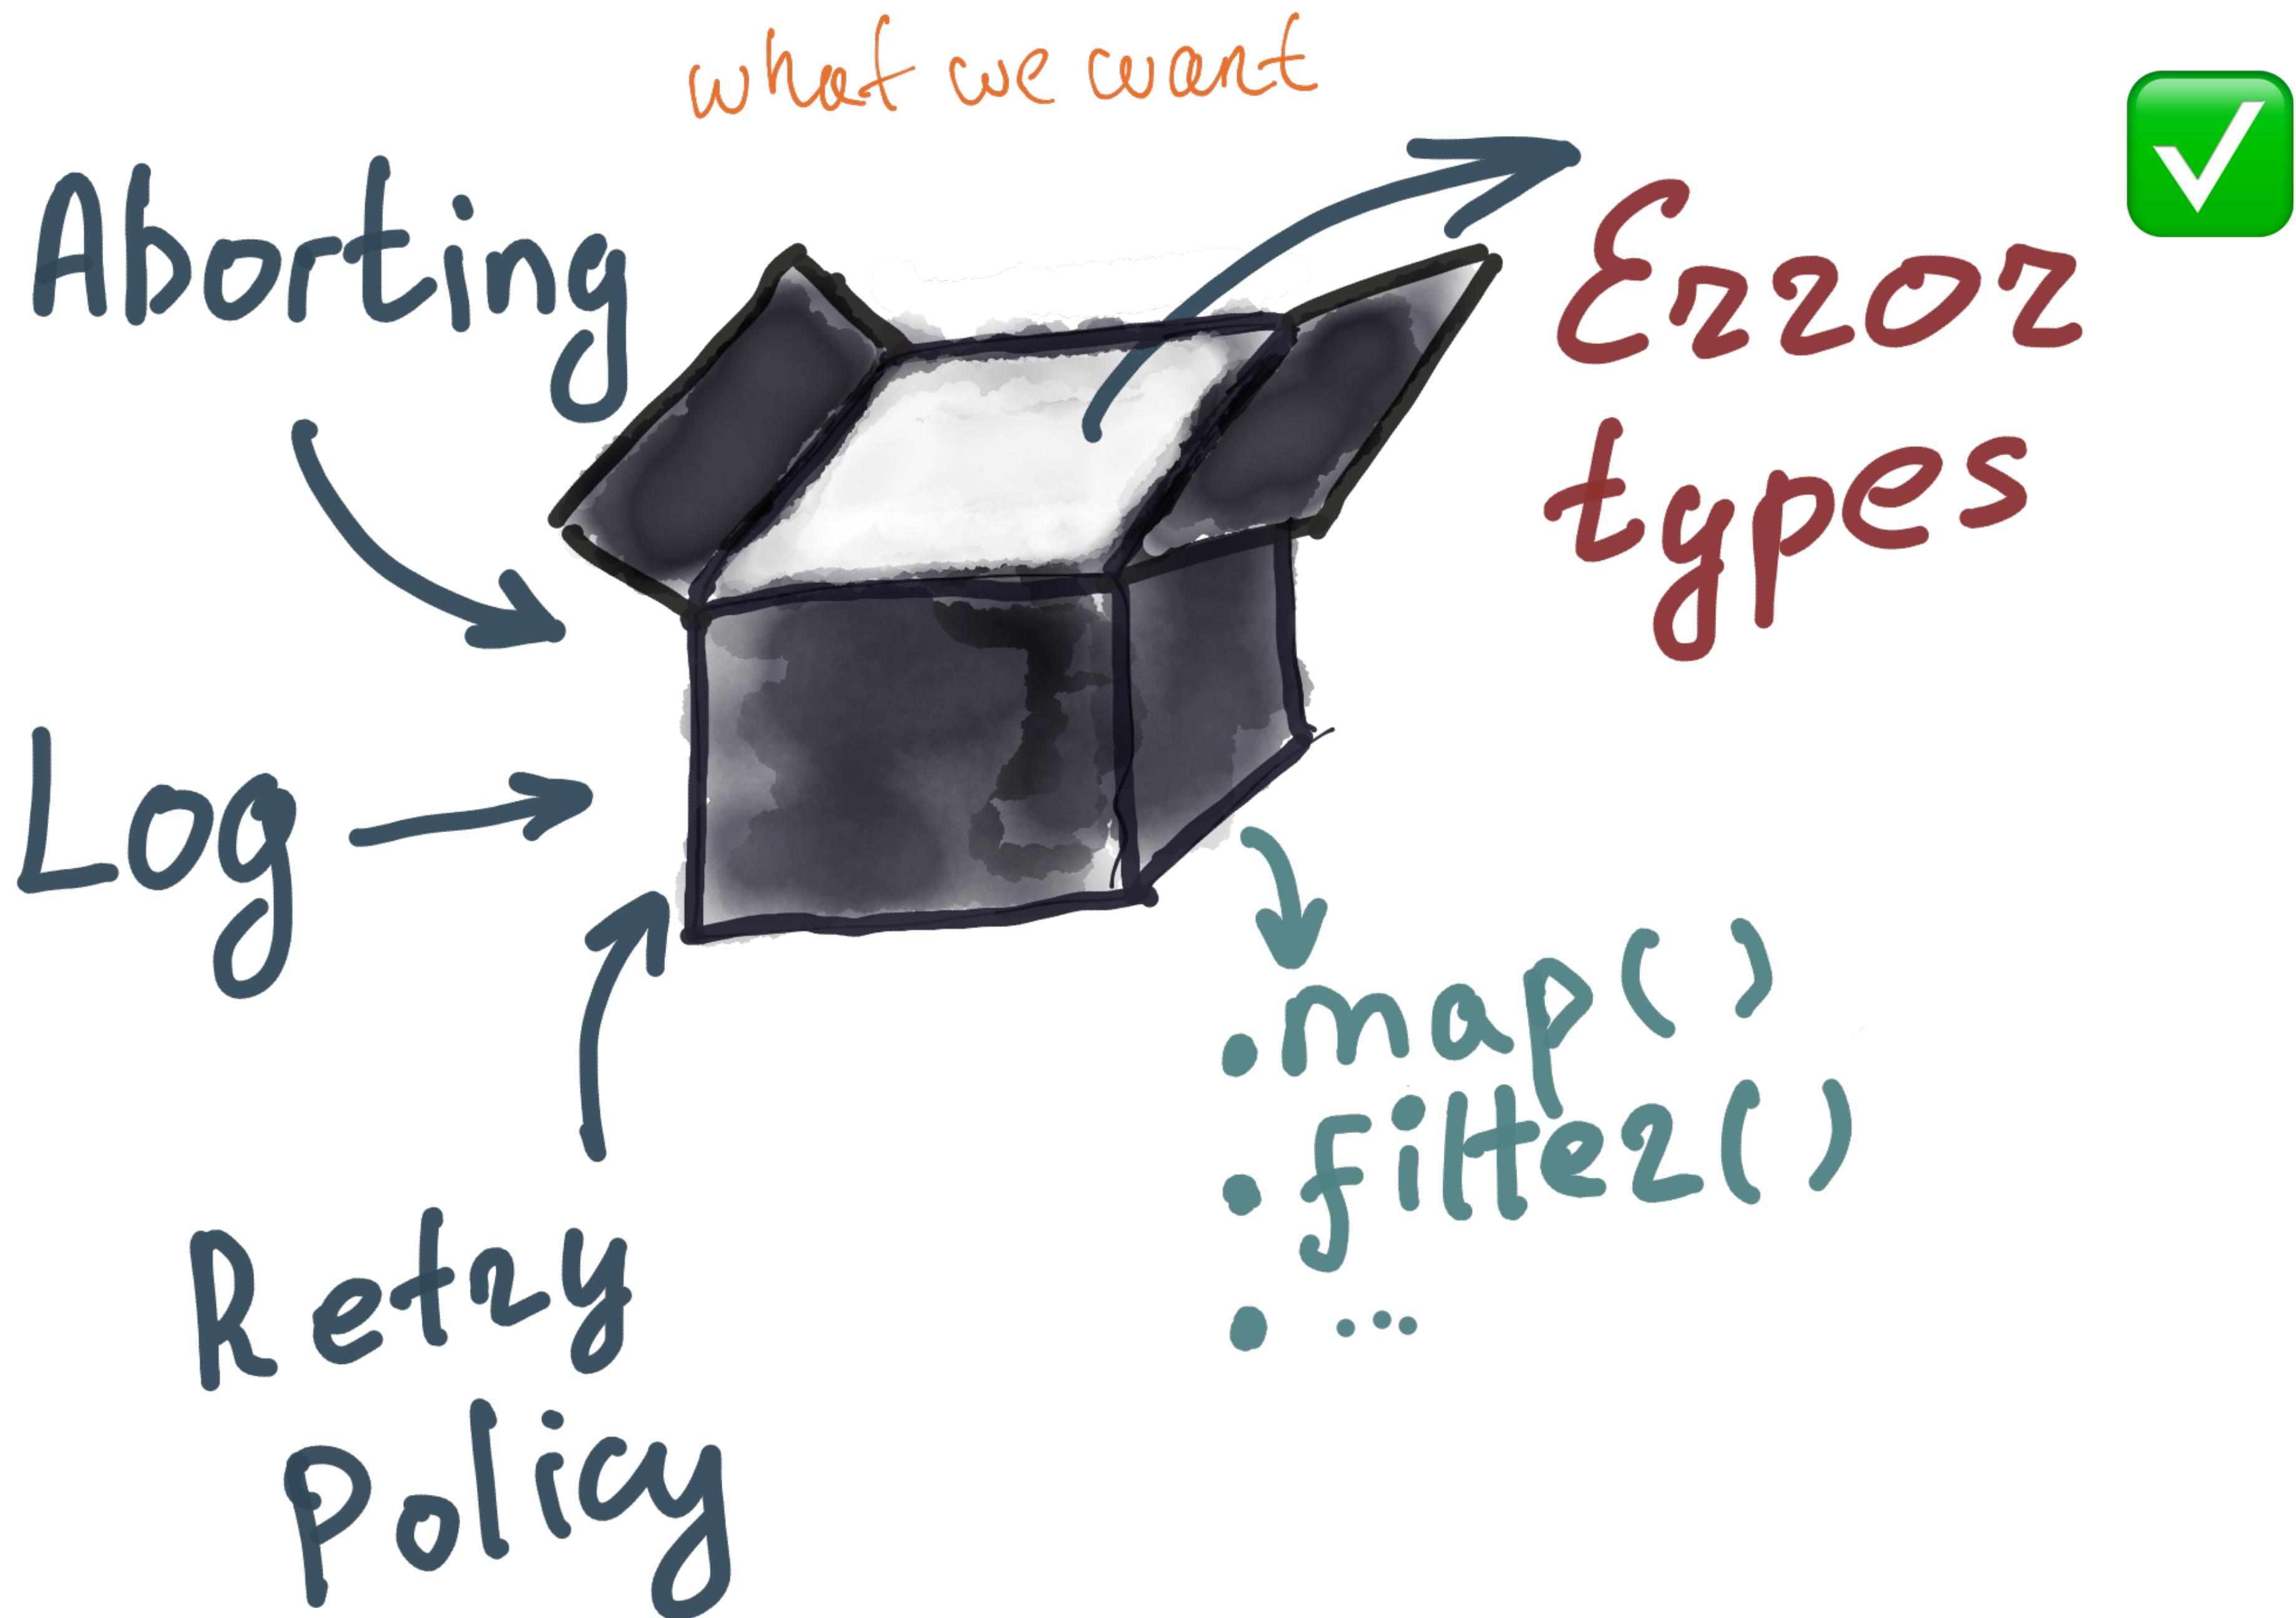 what we want
Aborting
Error
types
Log
.map()
.filter()
. ...
Retry
Policy